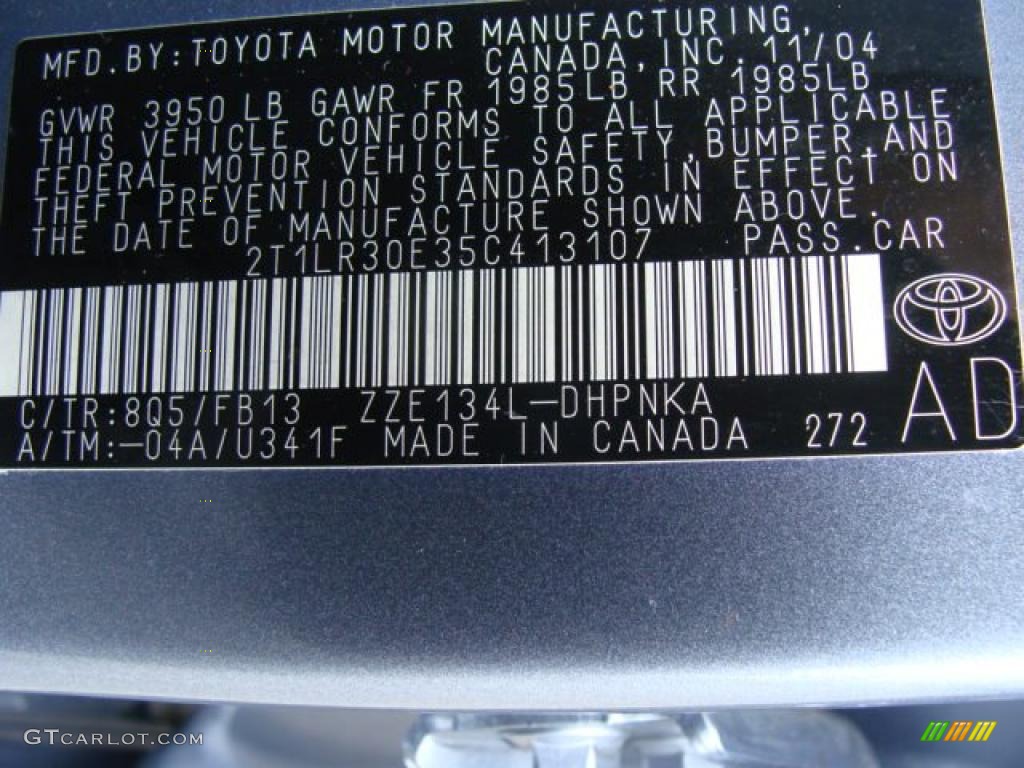 MFD.BY:TOYOTA MOTOR MANUFACTURING,
CANADA,INC.11/04
GVWR 3950LB GAWR FR 1985LB RR 1985LB
THIS VEHICLE CONFORMS TO ALL APPLICABLE
FEDERAL MOTOR VEHICLE SAFETY,BUMPER,AND
THEFT PREVENTION STANDARDS IN EFFECT ON
THE DATE OF MANUFACTURE SHOWN ABOVE.
2T1LR30E35C413107 PASS.CAR
C/TR:8Q5/FB13 ZZE134L-DHPNKA
A/TM:-04A/U341F MADE IN CANADA 272 AD
GTCARLOT.COM